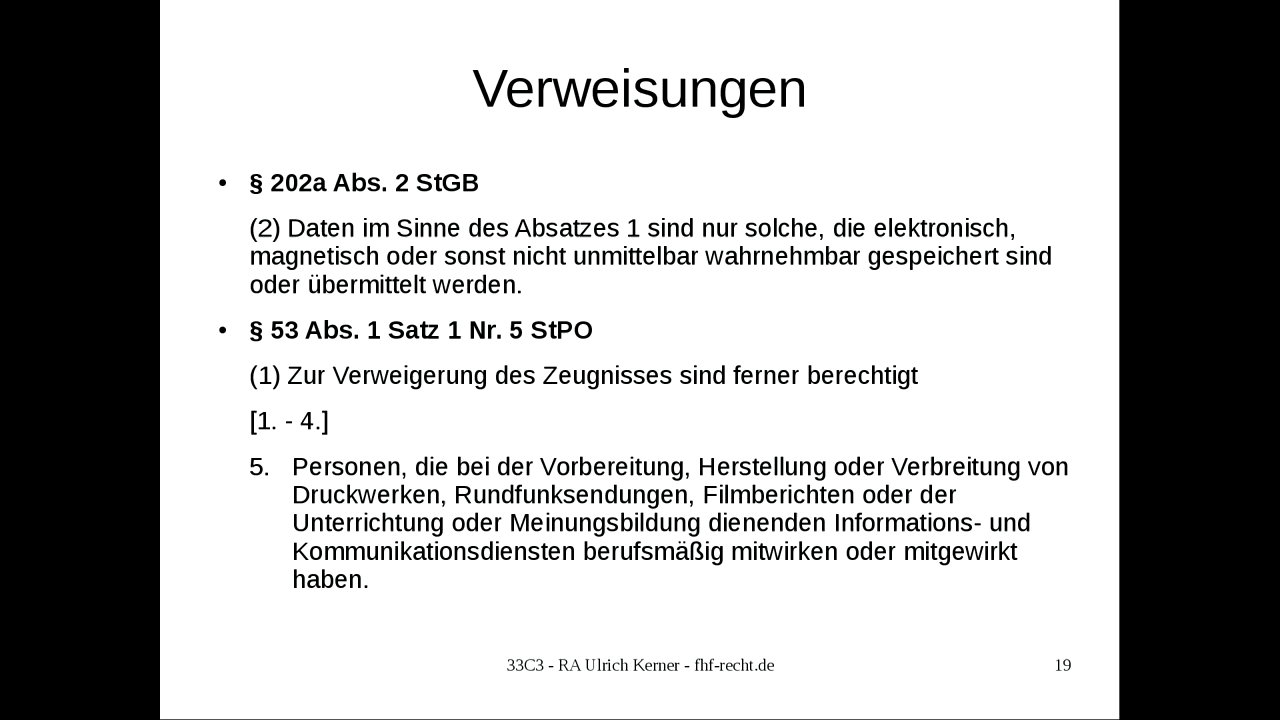 Verweisungen
• § 202a Abs. 2 StGB
(2) Daten im Sinne des Absatzes 1 sind nur solche, die elektronisch,
magnetisch oder sonst nicht unmittelbar wahrnehmbar gespeichert sind
oder übermittelt werden.
• § 53 Abs. 1 Satz 1 Nr. 5 StPO
(1) Zur Verweigerung des Zeugnisses sind ferner berechtigt
[1. - 4.]
5. Personen, die bei der Vorbereitung, Herstellung oder Verbreitung von
Druckwerken, Rundfunksendungen, Filmberichten oder der
Unterrichtung oder Meinungsbildung dienenden Informations- und
Kommunikationsdiensten berufsmäßig mitwirken oder mitgewirkt
haben.
33C3 - RA Ulrich Kerner - fhf-recht.de 19